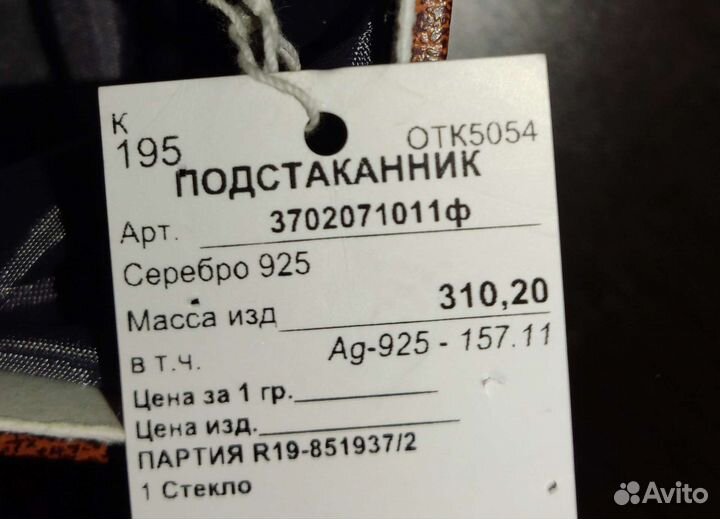 К
195
ОТК5054
ПОДСТАКАННИК
Арт. 3702071011ф
Серебро 925
Масса изд 310,20
в т.ч. Ag-925 - 157.11
Цена за 1 гр.
Цена изд.
ПАРТИЯ R19-851937/2
1 Стекло
Avito